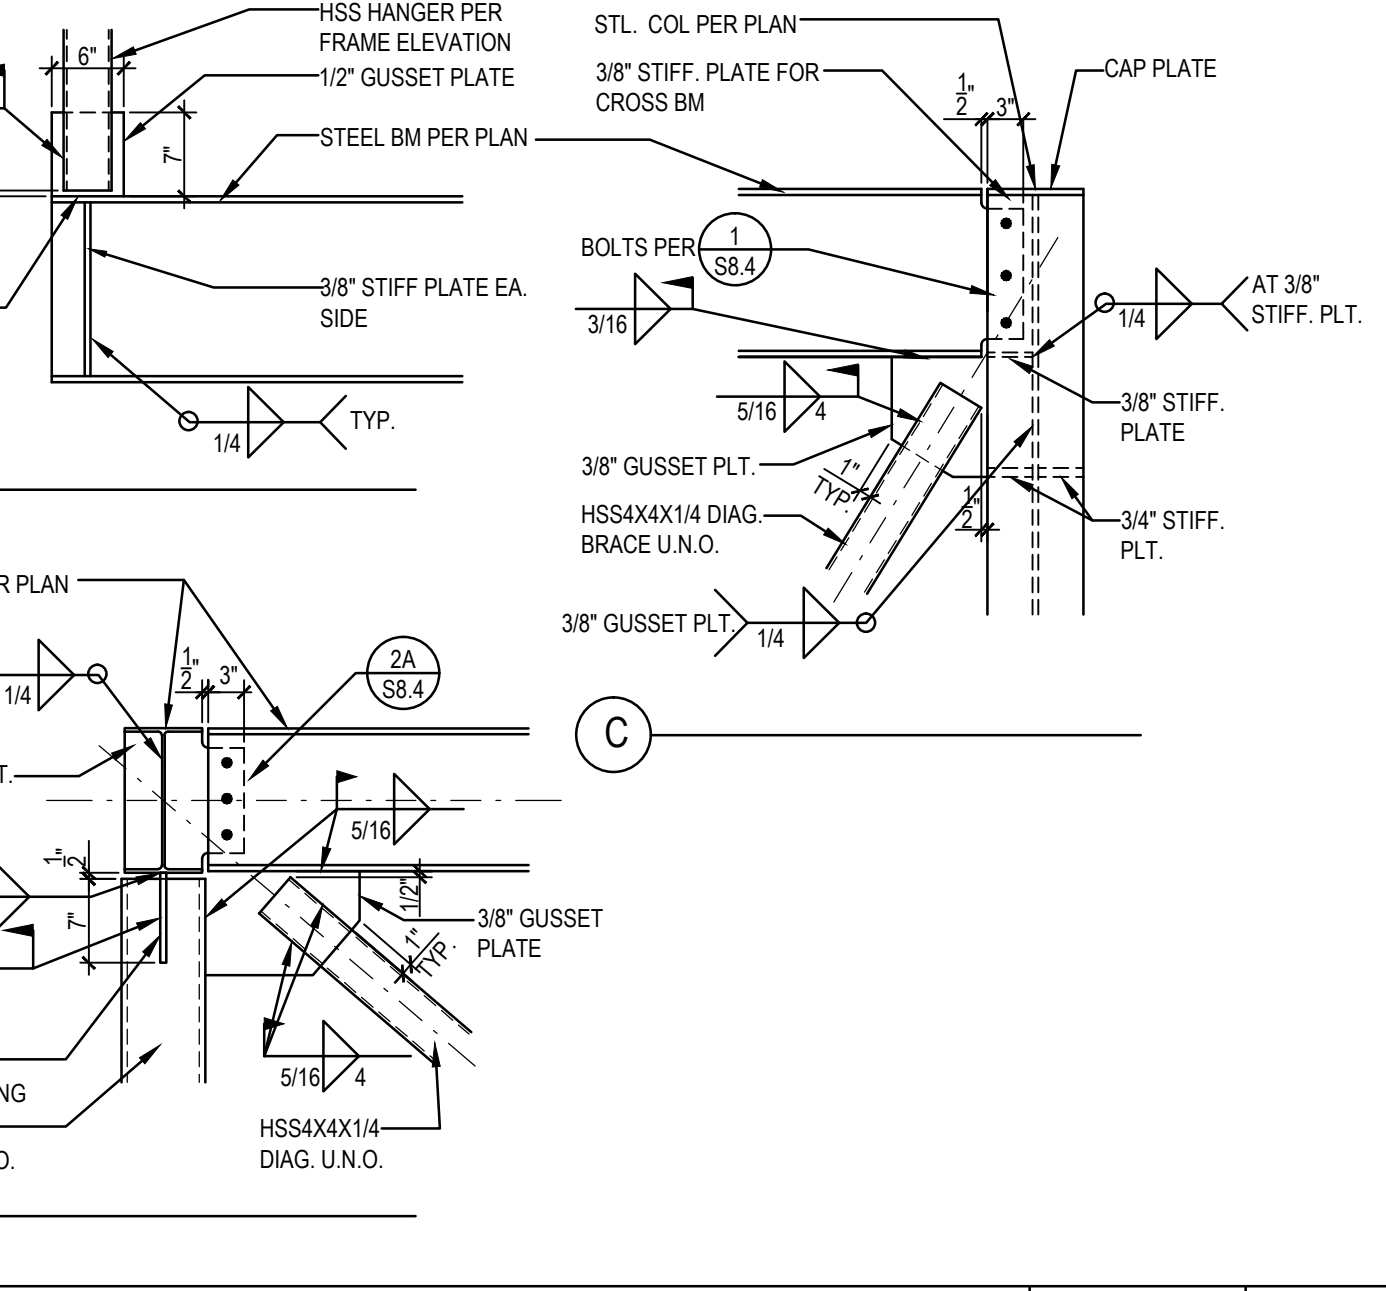 HSS HANGER PER
FRAME ELEVATION
6"
1/2" GUSSET PLATE
7"
STEEL BM PER PLAN
3/8" STIFF PLATE EA.
SIDE
1/4
TYP.
STL. COL PER PLAN
3/8" STIFF. PLATE FOR
CROSS BM
1/2"
3"
CAP PLATE
BOLTS PER
1
S8.4
3/16
1/4
AT 3/8"
STIFF. PLT.
5/16
4
3/8" STIFF.
PLATE
3/8" GUSSET PLT.
1"
TYP.
1/2"
HSS4X4X1/4 DIAG.
BRACE U.N.O.
3/4" STIFF.
PLT.
3/8" GUSSET PLT.
1/4
C
R PLAN
1/4
1/2"
3"
2A
S8.4
T.
5/16
1/2"
7"
1/2"
3/8" GUSSET
PLATE
1"
TYP.
5/16
4
NG
HSS4X4X1/4
DIAG. U.N.O.
O.